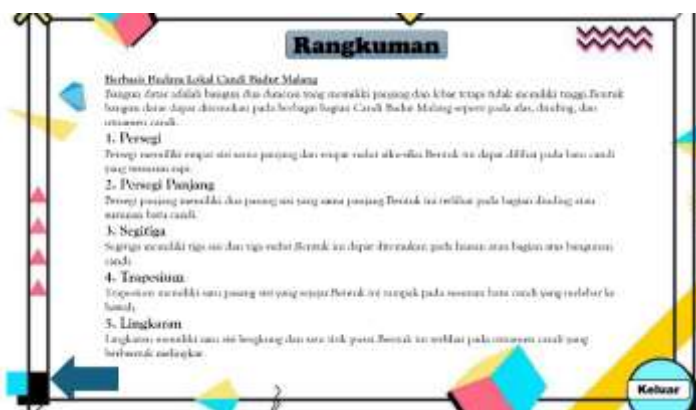 Rangkuman
Berbasis Budaya Lokal Candi Badut Malang
Bangun datar adalah bangun dua dimensi yang memiliki panjang dan lebar tetapi tidak memiliki tinggi.Bentuk
bangun datar dapat ditemukan pada berbagai bagian Candi Badut Malang seperti pada alas, dinding, dan
ornamen candi.
1. Persegi
Persegi memiliki empat sisi sama panjang dan empat sudut siku-siku.Bentuk ini dapat dilihat pada batu candi
yang tersusun rapi.
2. Persegi Panjang
Persegi panjang memiliki dua pasang sisi yang sama panjang.Bentuk ini terlihat pada bagian dinding atau
susunan batu candi.
3. Segitiga
Segitiga memiliki tiga sisi dan tiga sudut.Bentuk ini dapat ditemukan pada hiasan atau bagian atas bangunan
candi.
4. Trapesium
Trapesium memiliki satu pasang sisi yang sejajar.Bentuk ini tampak pada susunan batu candi yang melebar ke
bawah.
5. Lingkaran
Lingkaran memiliki satu sisi lengkung dan satu titik pusat.Bentuk ini terlihat pada ornamen candi yang
berbentuk melingkar.
Keluar